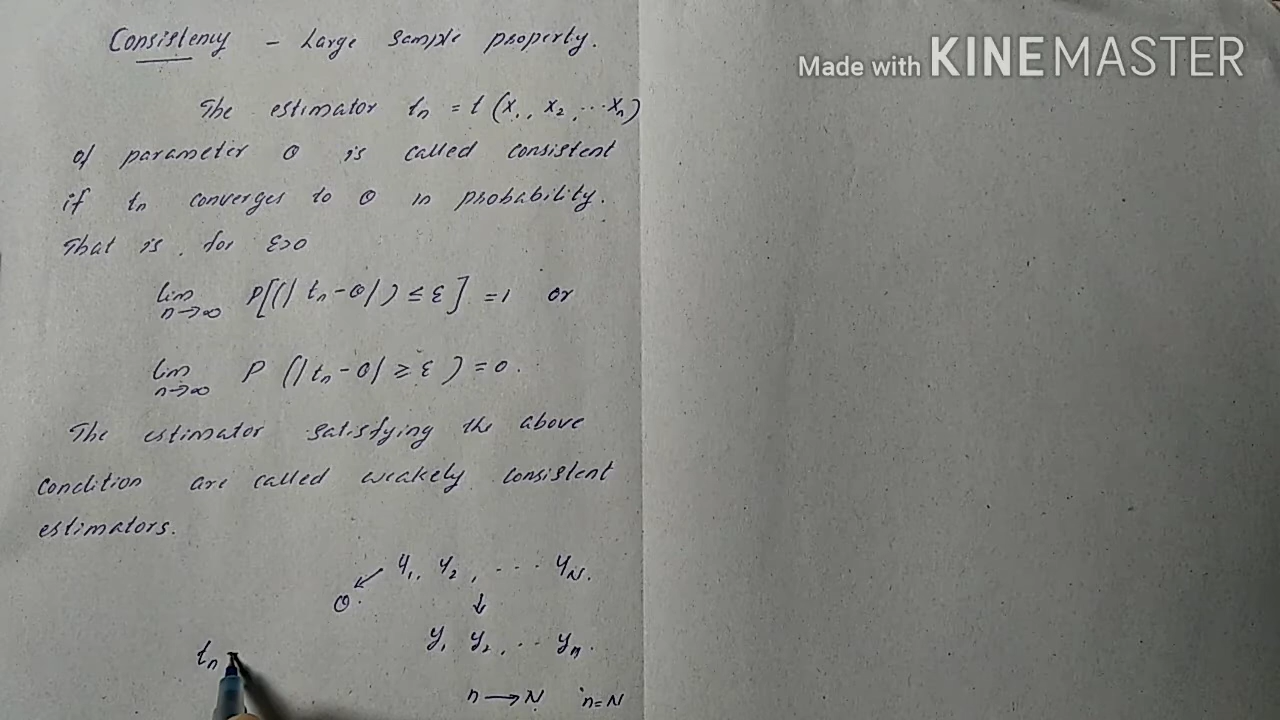 Consistency - Large sample property.
Made with KINEMASTER
The estimator tn = t (X1, X2, ... Xn)
of parameter θ is called consistent
if tn converges to θ in probability.
That is, for ε>0
lim n→∞ P[(| tn - θ|) ≤ ε] = 1 or
lim n→∞ P (| tn - θ| ≥ ε) = 0.
The estimator satisfying the above
condition are called weakely consistent
estimators.
Y1, Y2, ... YN.
θ.
y1 y2, ... yn.
tn
n → N n=N